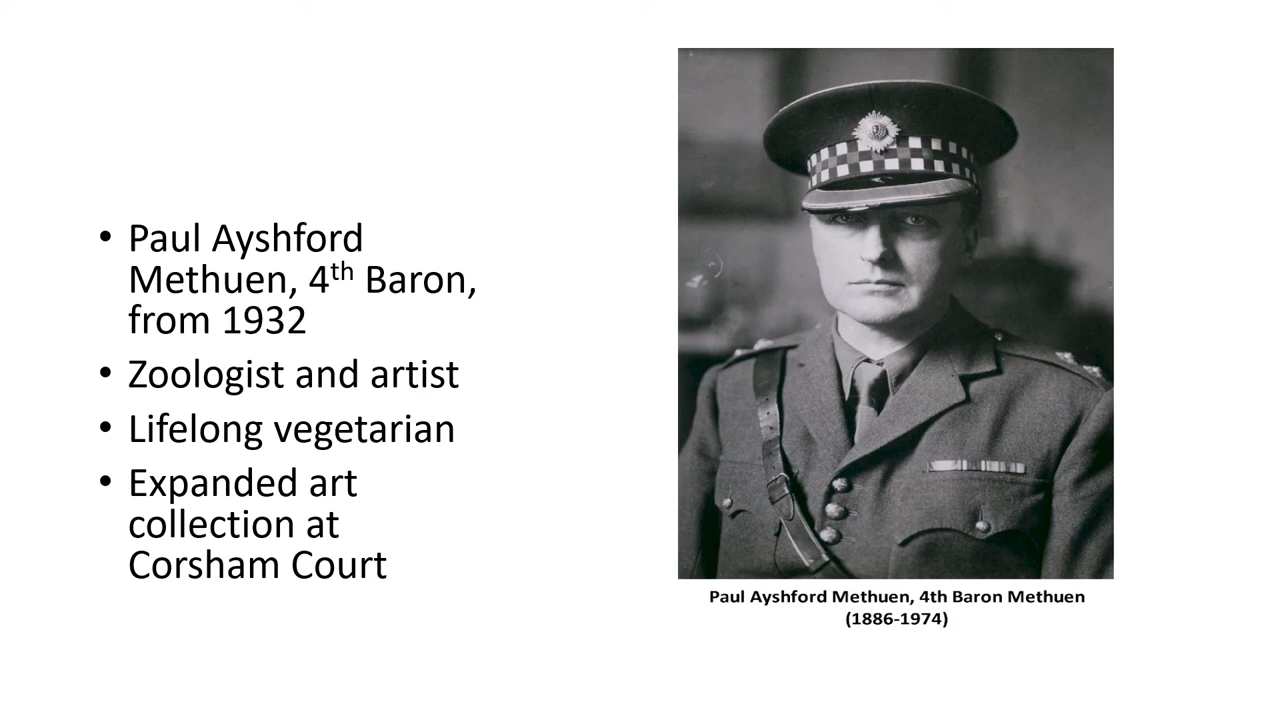 • Paul Ayshford
Methuen, 4th Baron,
from 1932
• Zoologist and artist
• Lifelong vegetarian
• Expanded art
collection at
Corsham Court
Paul Ayshford Methuen, 4th Baron Methuen
(1886-1974)